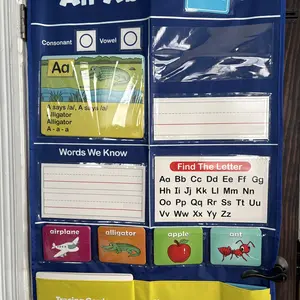 Consonant Vowel
Aa
A says /a/, A says /a/
Alligator
Alligator
A - a - a
Words We Know
Find The Letter
Aa Bb Cc Dd Ee Ff Gg
Hh Ii Jj Kk Ll Mm Nn
Oo Pp Qq Rr Ss Tt Uu
Vv Ww Xx Yy Zz
airplane alligator apple ant